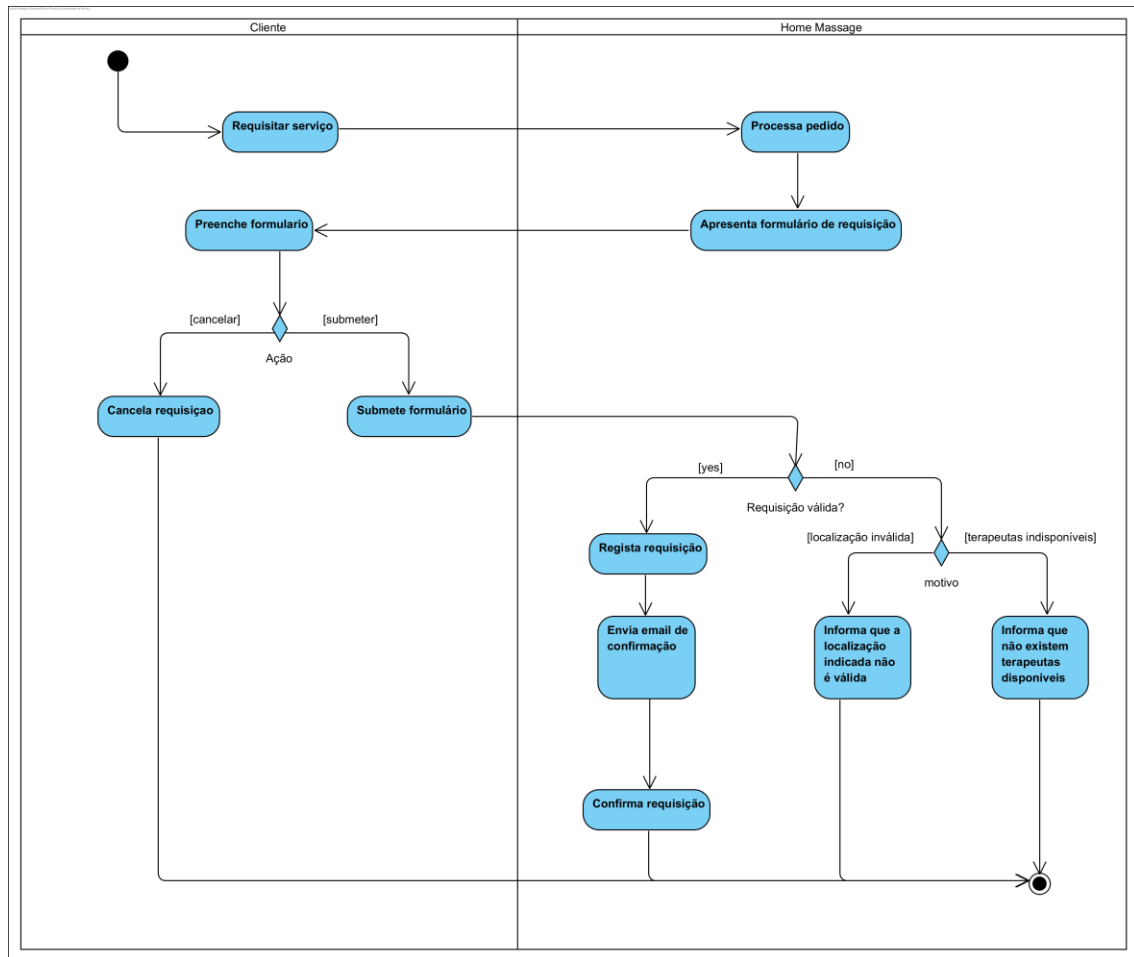 Cliente
Home Massage
Requisitar serviço
Processa pedido
Preenche formulario
Apresenta formulário de requisição
[cancelar]
[submeter]
Ação
Cancela requisiçao
Submete formulário
[yes]
[no]
Requisição válida?
Regista requisição
[localização inválida]
[terapeutas indisponíveis]
motivo
Envia email de
confirmação
Informa que a
localização
indicada não
é válida
Informa que
não existem
terapeutas
disponiveis
Confirma requisição